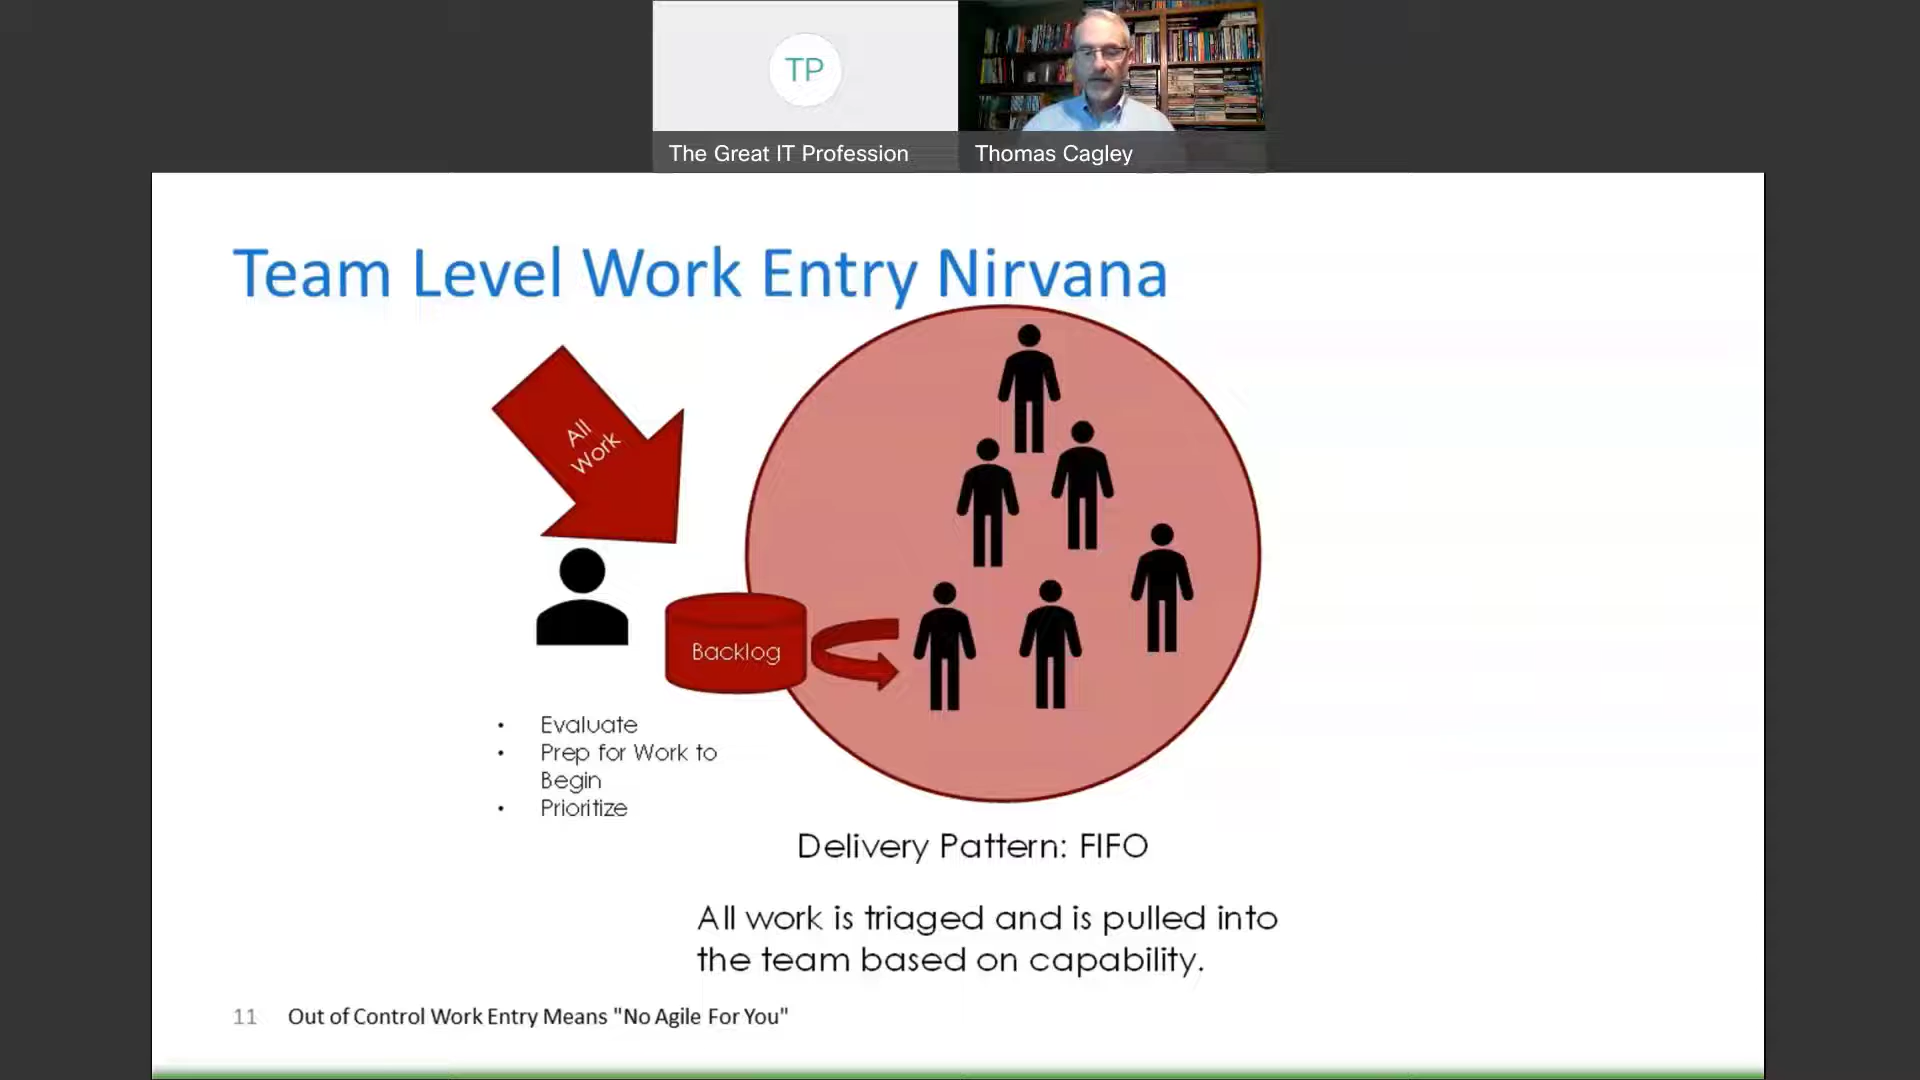 TP
The Great IT Profession
Thomas Cagley
Team Level Work Entry Nirvana
All
Work
Backlog
• Evaluate
• Prep for Work to
Begin
• Prioritize
Delivery Pattern: FIFO
All work is triaged and is pulled into
the team based on capability.
11 Out of Control Work Entry Means "No Agile For You"